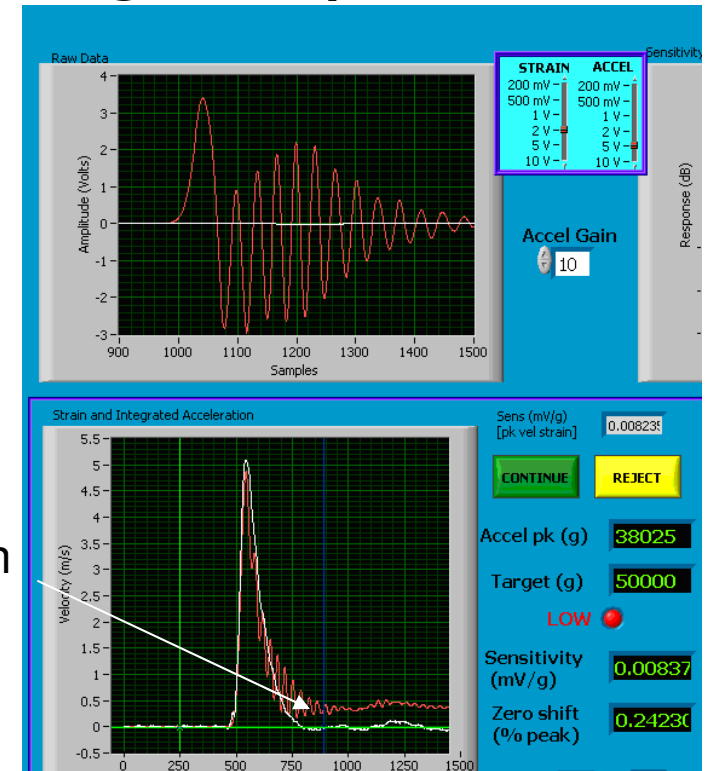 Raw Data
4
3
2
1
0
-1
-2
-3
Amplitude (Volts)
900 1000 1100 1200 1300 1400 1500
Samples
STRAIN ACCEL
200 mV 200 mV
500 mV 500 mV
1 V 1 V
2 V 2 V
5 V 5 V
10 V 10 V
Accel Gain
10
Sensitivity
Response (dB)
Strain and Integrated Acceleration
5.5
5
4.5
4
3.5
3
2.5
2
1.5
1
0.5
0
-0.5
Velocity (m/s)
0 250 500 750 1000 1250 1500
Sens (mV/g)
[pk vel strain]
CONTINUE REJECT
Accel pk (g) 38025
Target (g) 50000
LOW
Sensitivity
(mV/g)
0.00837
Zero shift
(% peak)